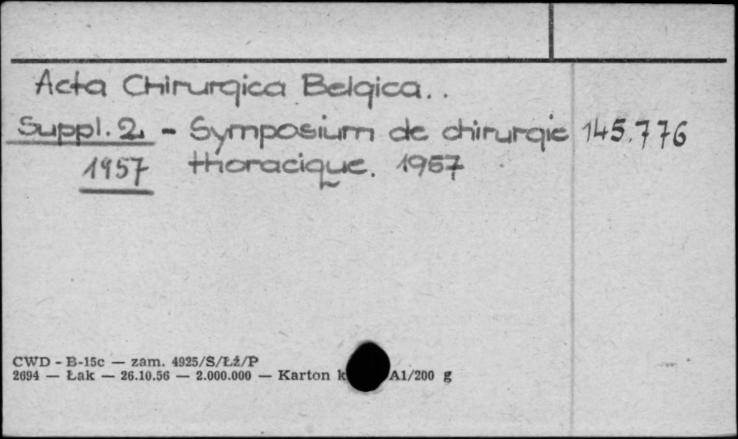 Acta Chirurgica Belgica..
Suppl. 2. - Symposium de chirurgie 145.776
1957 thoracique. 1957
CWD - B-15c — zam. 4925/S/Łź/P
2694 — Łak — 26.10.56 — 2.000.000 — Karton A1/200 g